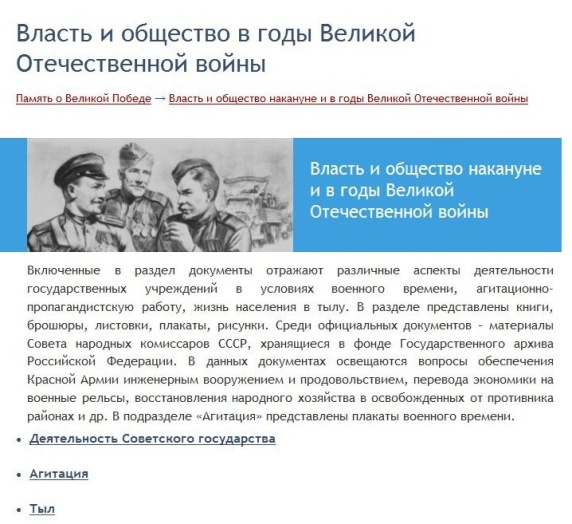 Власть и общество в годы Великой
Отечественной войны
Память о Великой Победе → Власть и общество накануне и в годы Великой Отечественной войны
Власть и общество накануне
и в годы Великой
Отечественной войны
Включенные в раздел документы отражают различные аспекты деятельности
государственных учреждений в условиях военного времени, агитационно-
пропагандистскую работу, жизнь населения в тылу. В разделе представлены книги,
брошюры, листовки, плакаты, рисунки. Среди официальных документов - материалы
Совета народных комиссаров СССР, хранящиеся в фонде Государственного архива
Российской Федерации. В данных документах освещаются вопросы обеспечения
Красной Армии инженерным вооружением и продовольствием, перевода экономики на
военные рельсы, восстановления народного хозяйства в освобожденных от противника
районах и др. В подразделе «Агитация» представлены плакаты военного времени.
• Деятельность Советского государства
• Агитация
• Тыл